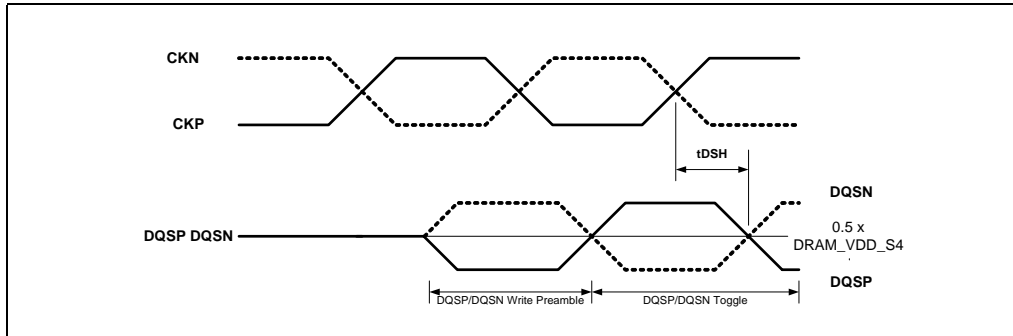 CKN
CKP
tDSH
DQSN
DQSP DQSN
0.5 x
DRAM_VDD_S4
.
DQSP
DQSP/DQSN Write Preamble
DQSP/DQSN Toggle